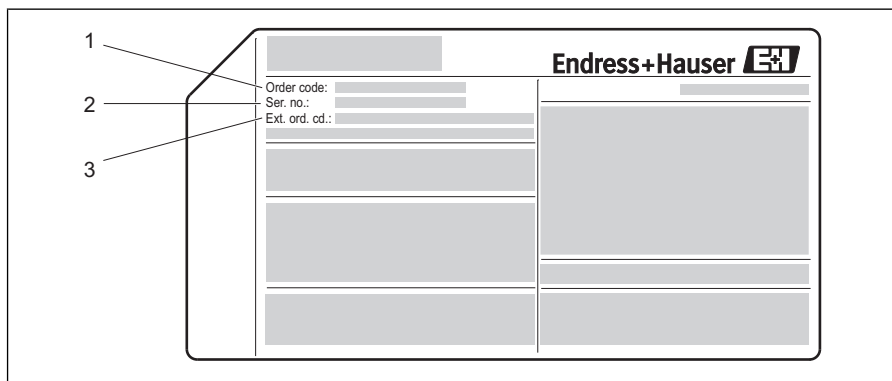 1
Endress+Hauser
Order code:
2
Ser. no.:
Ext. ord. cd.:
3